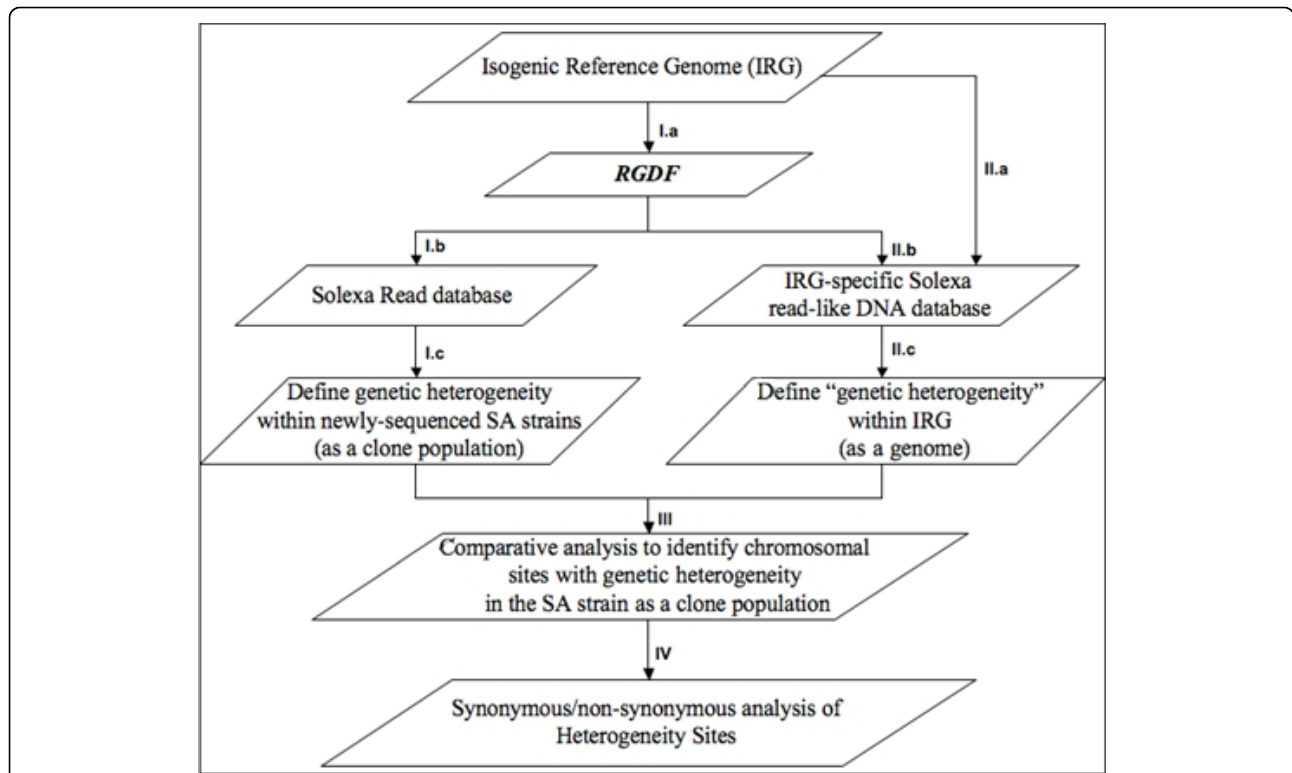 Isogenic Reference Genome (IRG)
I.a
RGDF
II.a
I.b
II.b
Solexa Read database
IRG-specific Solexa
read-like DNA database
I.c
II.c
Define genetic heterogeneity
within newly-sequenced SA strains
(as a clone population)
Define “genetic heterogeneity”
within IRG
(as a genome)
III
Comparative analysis to identify chromosomal
sites with genetic heterogeneity
in the SA strain as a clone population
IV
Synonymous/non-synonymous analysis of
Heterogeneity Sites